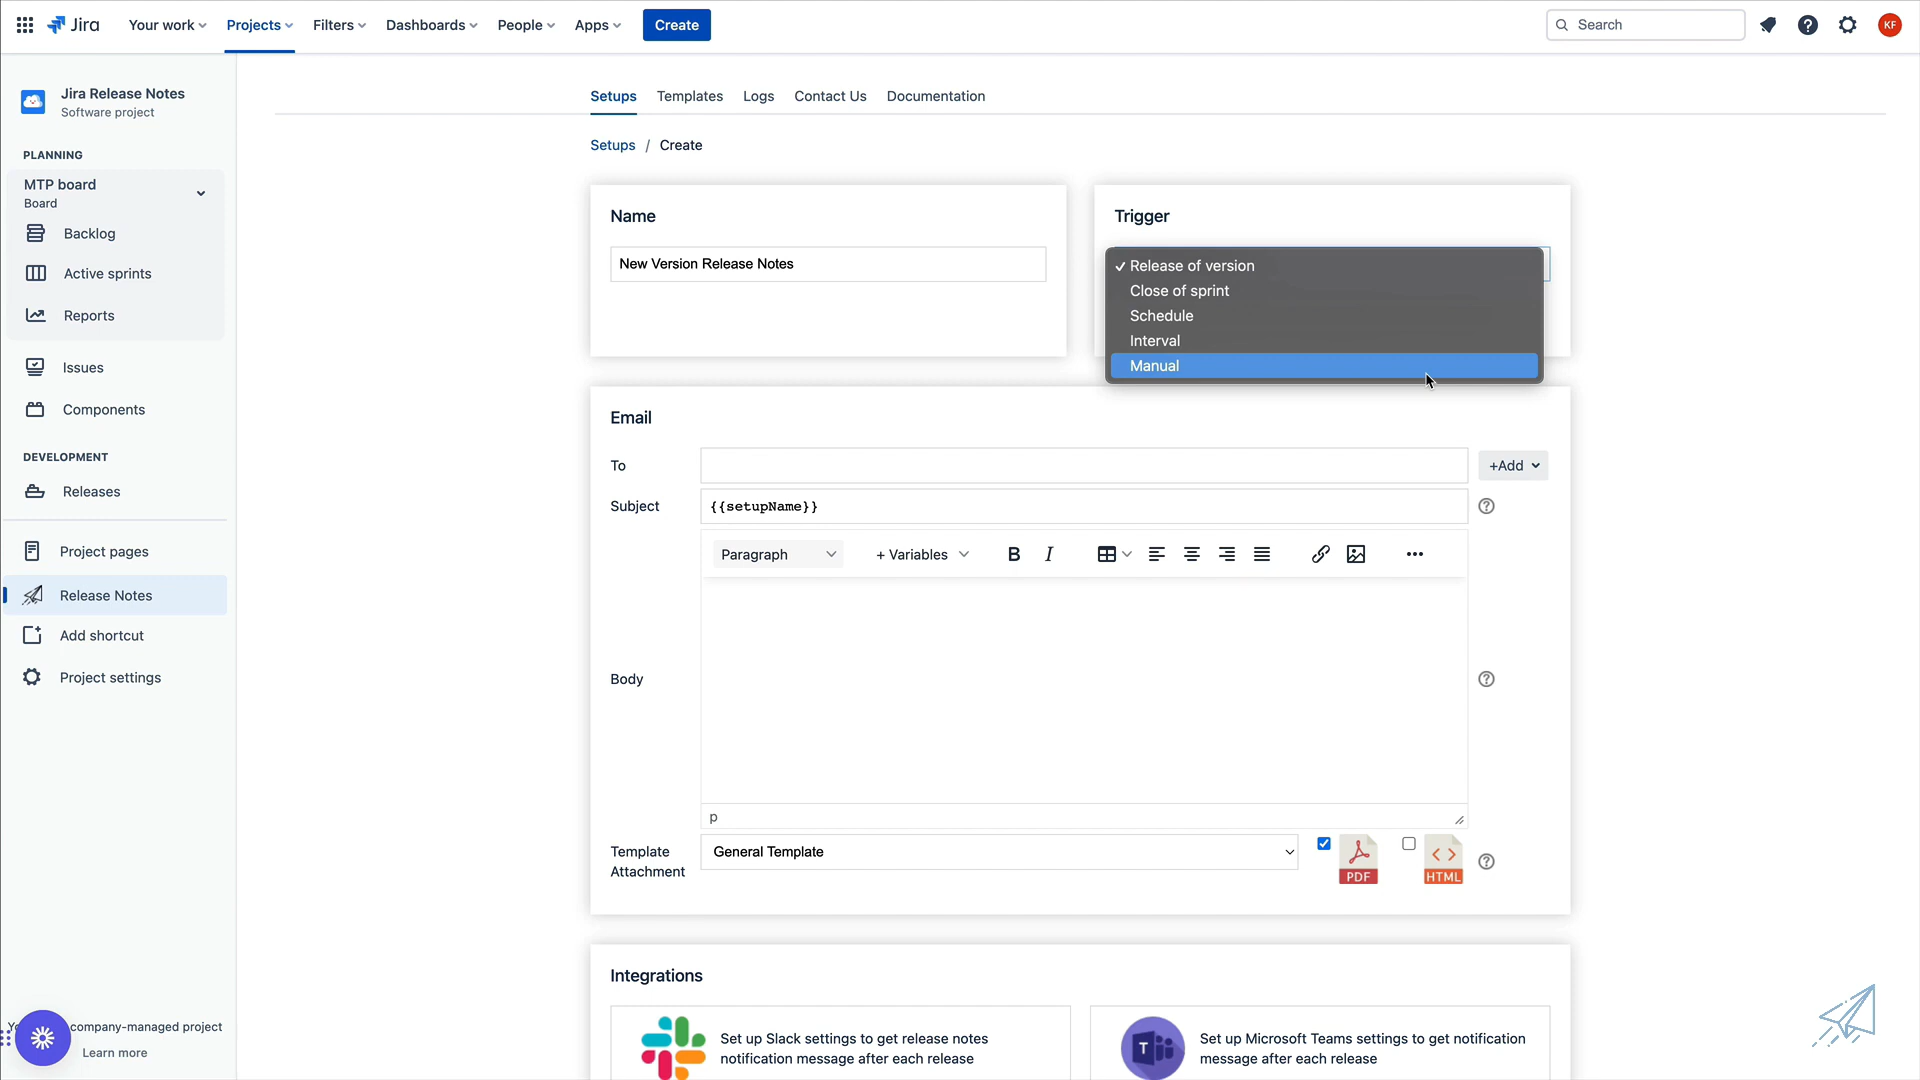 Jira
Your work
Projects
Filters
Dashboards
People
Apps
Create
Search
KF
Jira Release Notes
Software project
PLANNING
MTP board
Board
Backlog
Active sprints
Reports
Issues
Components
DEVELOPMENT
Releases
Project pages
Release Notes
Add shortcut
Project settings
company-managed project
Learn more
Setups Templates Logs Contact Us Documentation
Setups / Create
Name
New Version Release Notes
Trigger
✓ Release of version
Close of sprint
Schedule
Interval
Manual
Email
To
+Add
Subject
{{setupName}}
Paragraph
+ Variables
B I
Body
p
Template
Attachment
General Template
PDF
HTML
Integrations
Set up Slack settings to get release notes
notification message after each release
T
Set up Microsoft Teams settings to get notification
message after each release